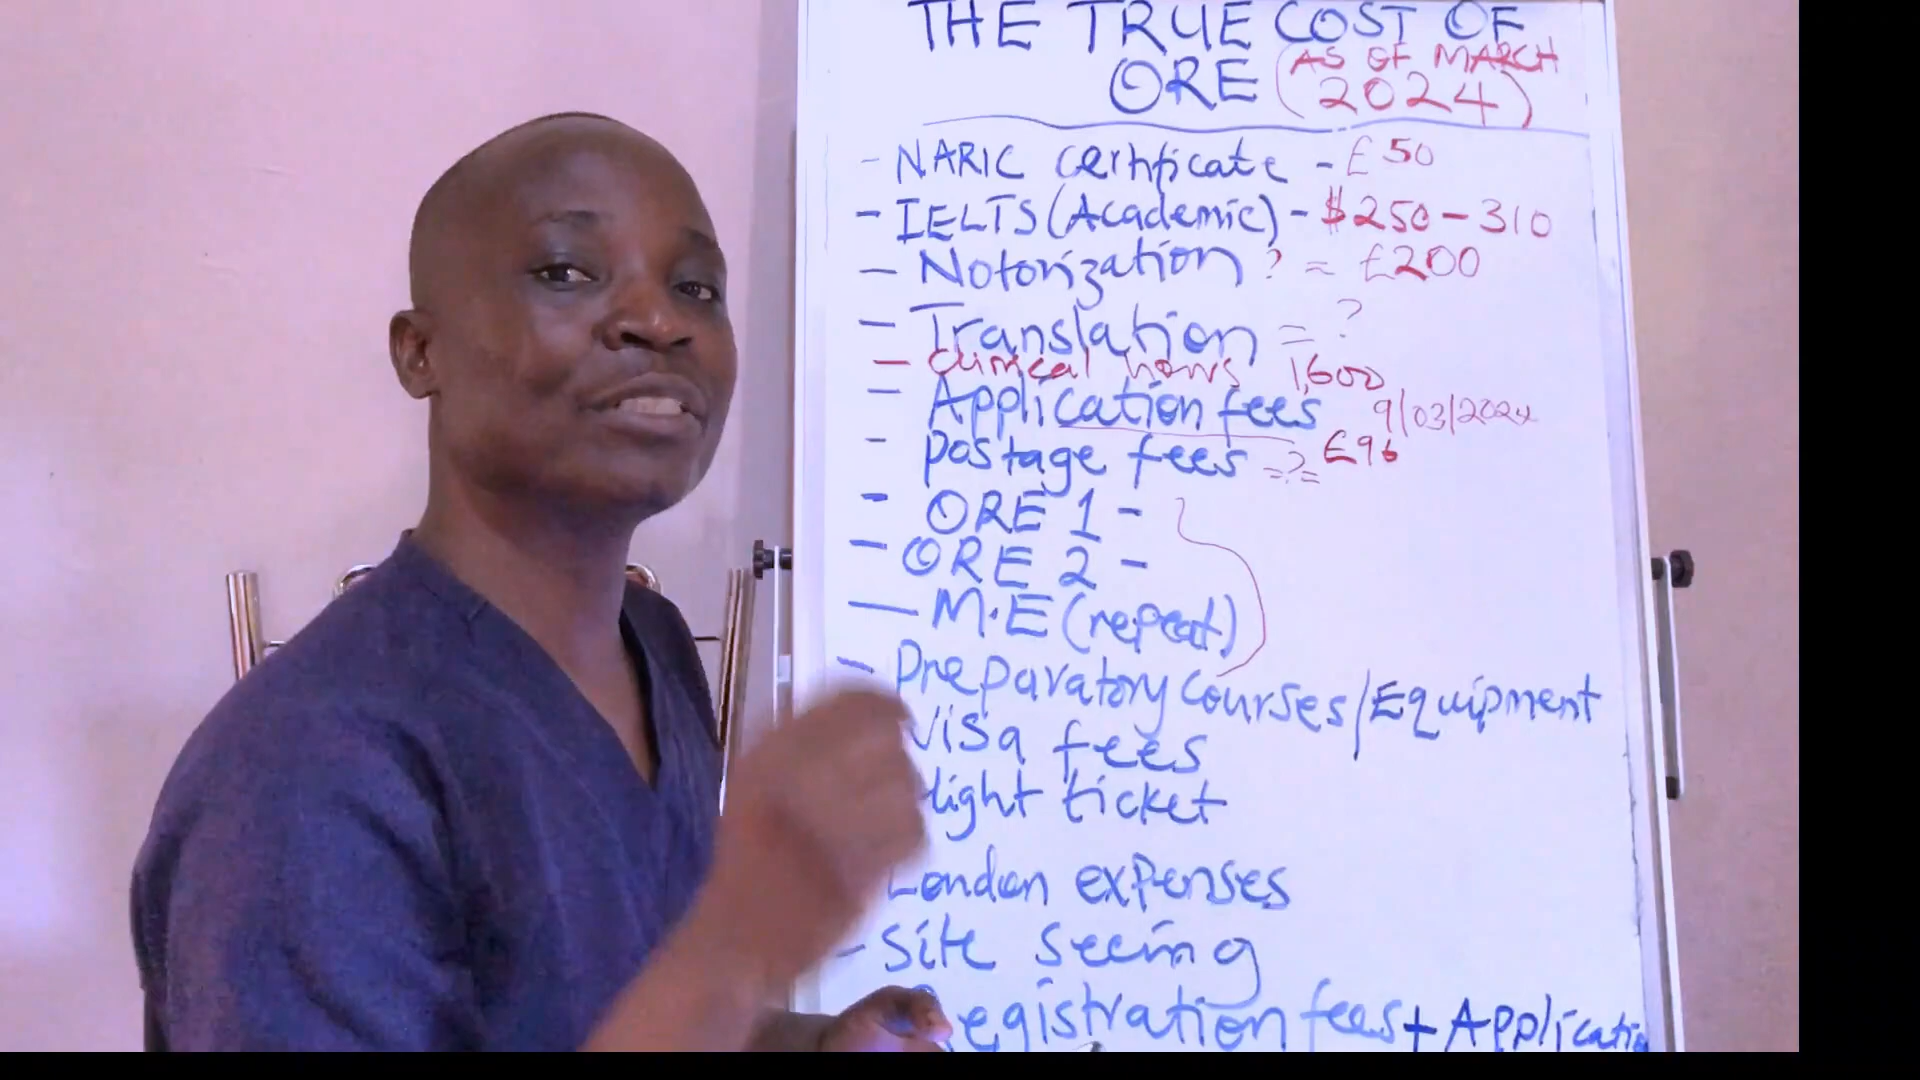 THE TRUE COST OF
ORE (AS OF MARCH
2024)
- NARIC certificate - £50
- IELTS (Academic) - $250 - 310
- Notorization ? = £200
- Translation = ?
- clinical hours 1,600
- Application fees 9/03/2024
- postage fees =?= £96
- ORE 1 -
- ORE 2 -
- M.E (repeat)
- Preparatory courses/Equipment
Visa fees
light ticket
London expenses
- Site seeing
Registration fees + Applicatio